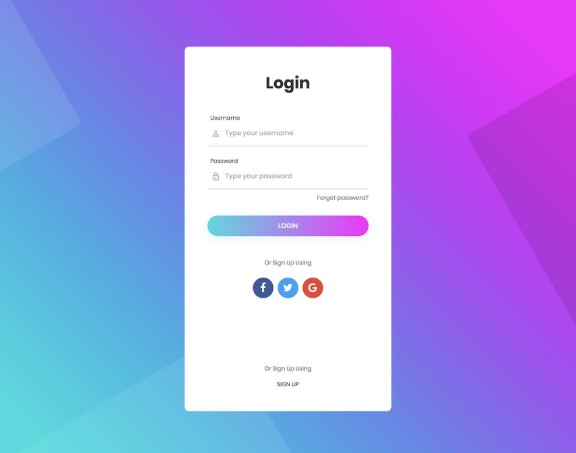 Login
Username
Type your username
Password
Type your password
Forgot password?
LOGIN
Or Sign Up Using
f
G
Or Sign Up Using
SIGN UP